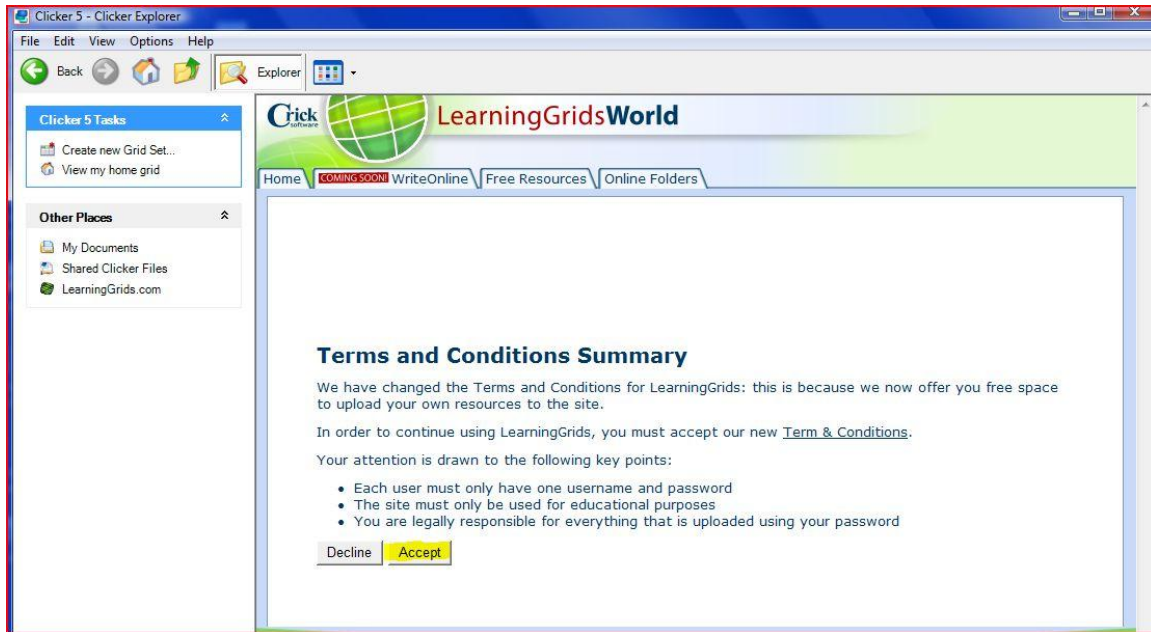 Clicker 5 - Clicker Explorer
File Edit View Options Help
Back Explorer
Clicker 5 Tasks
Create new Grid Set...
View my home grid
Other Places
My Documents
Shared Clicker Files
LearningGrids.com
Crick software
LearningGridsWorld
Home COMING SOON! WriteOnline Free Resources Online Folders
Terms and Conditions Summary
We have changed the Terms and Conditions for LearningGrids: this is because we now offer you free space
to upload your own resources to the site.
In order to continue using LearningGrids, you must accept our new Term & Conditions.
Your attention is drawn to the following key points:
• Each user must only have one username and password
• The site must only be used for educational purposes
• You are legally responsible for everything that is uploaded using your password
Decline Accept